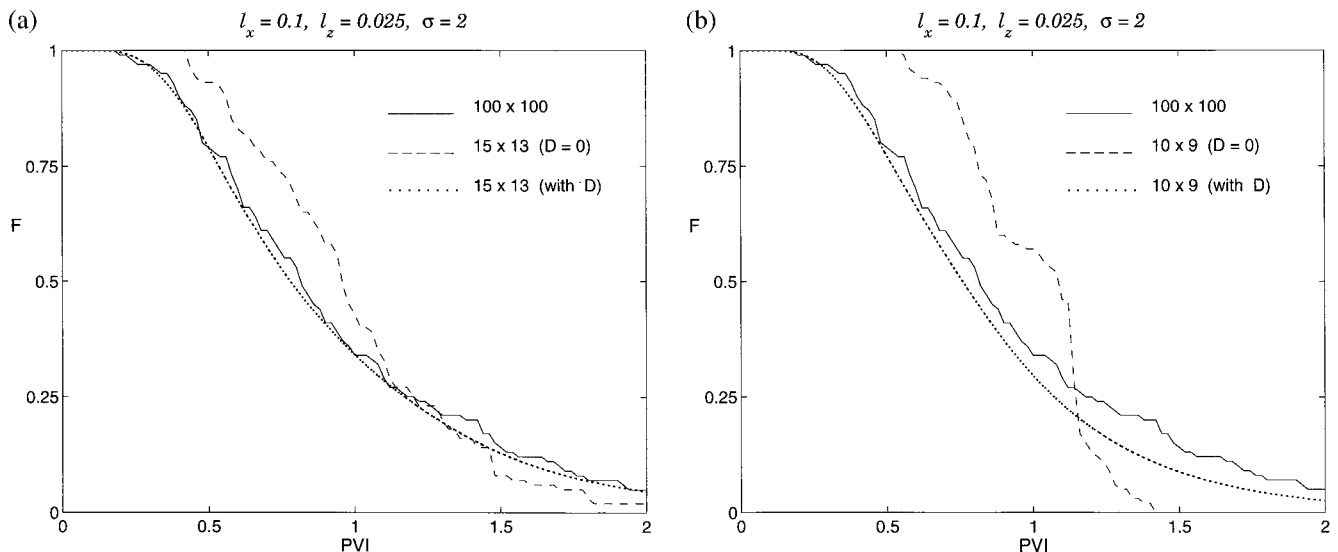 (a)
l_x = 0.1, l_z = 0.025, σ = 2
1
0.75
F
0.5
0.25
0
100 x 100
15 x 13 (D = 0)
15 x 13 (with D)
0 0.5 1 1.5 2
PVI
(b)
l_x = 0.1, l_z = 0.025, σ = 2
1
0.75
F
0.5
0.25
0
100 x 100
10 x 9 (D = 0)
10 x 9 (with D)
0 0.5 1 1.5 2
PVI